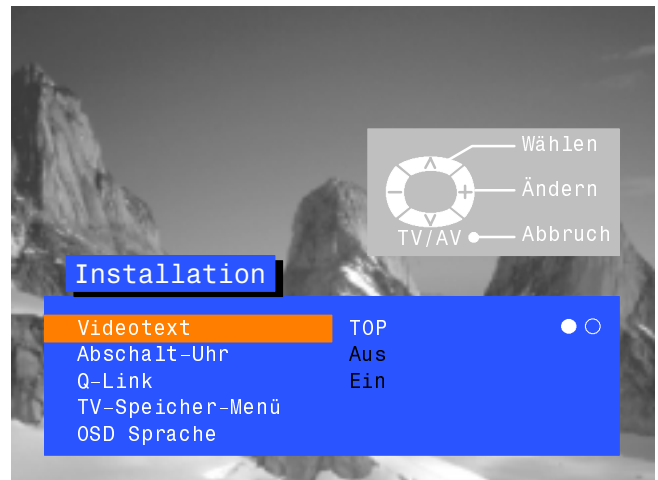 Wählen
Ändern
TV/AV Abbruch
Installation
Videotext TOP
Abschalt-Uhr Aus
Q-Link Ein
TV-Speicher-Menü
OSD Sprache